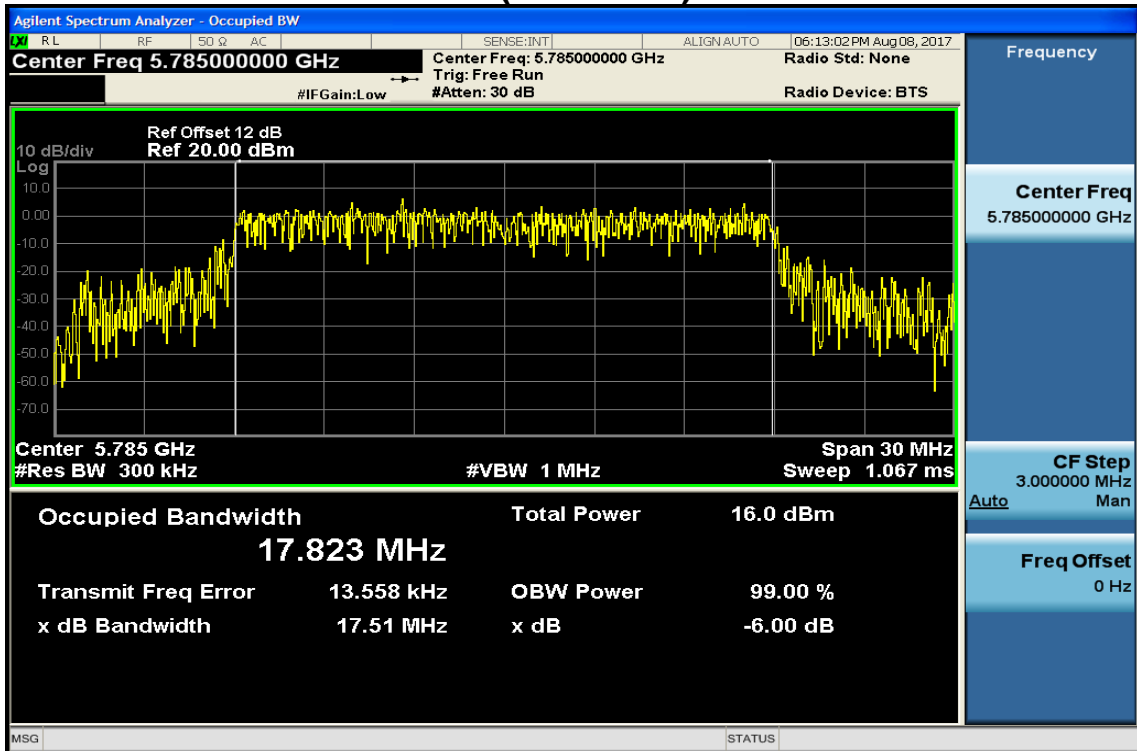 Agilent Spectrum Analyzer - Occupied BW
LXI RL RF 50 Ω AC SENSE:INT ALIGN AUTO 06:13:02 PM Aug 08, 2017
Center Freq 5.785000000 GHz
Center Freq: 5.785000000 GHz
Radio Std: None
Trig: Free Run
#IFGain:Low
#Atten: 30 dB
Radio Device: BTS
Frequency
Ref Offset 12 dB
10 dB/div Ref 20.00 dBm
Log
10.0
0.00
-10.0
-20.0
-30.0
-40.0
-50.0
-60.0
-70.0
Center 5.785 GHz Span 30 MHz
#Res BW 300 kHz #VBW 1 MHz Sweep 1.067 ms
Occupied Bandwidth Total Power 16.0 dBm
17.823 MHz
Transmit Freq Error 13.558 kHz OBW Power 99.00 %
x dB Bandwidth 17.51 MHz x dB -6.00 dB
Center Freq
5.785000000 GHz
CF Step
3.000000 MHz
Auto Man
Freq Offset
0 Hz
MSG STATUS